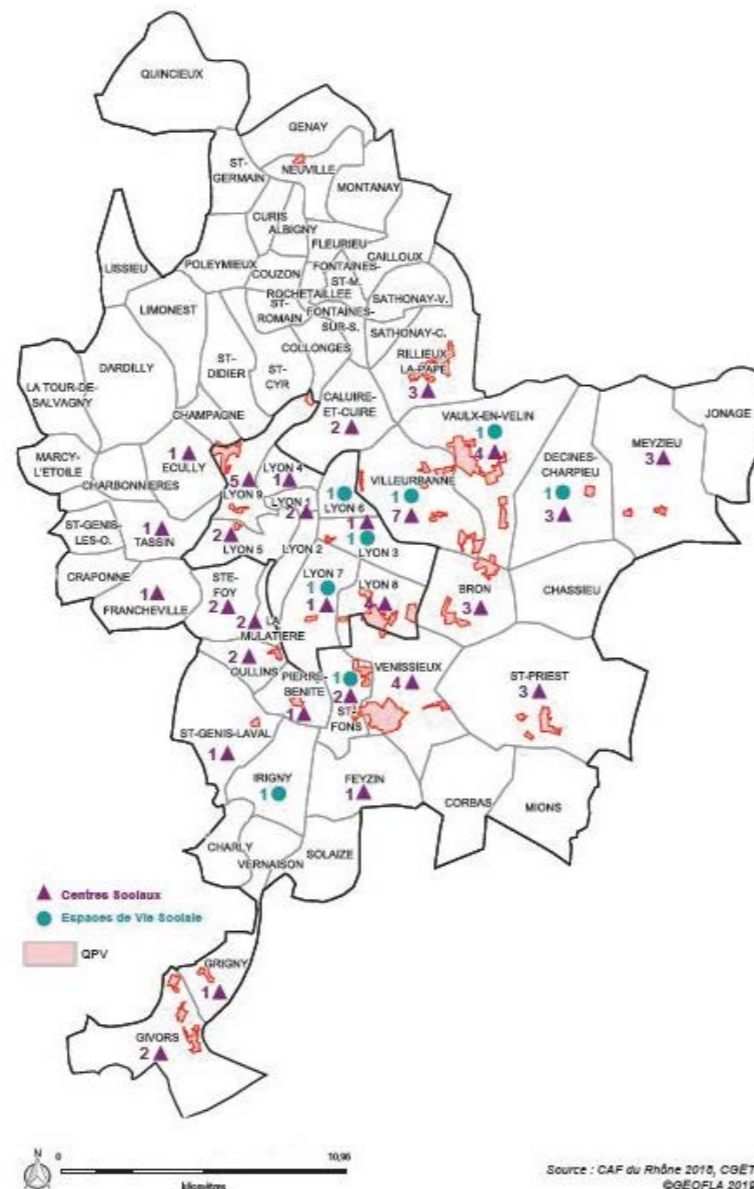 QUINCIEUX
GENAY
ST-
GERMAIN
NEUVILLE
MONTANAY
CURIS
ALBIGNY
FLEURIEU
CAILLOUX
LISSIEU
POLEYMIEUX
COUZON
FONTAINES-
ST-M.
ROCHETAILLEE
SATHONAY-V.
LIMONEST
ST-
ROMAIN
FONTAINES-
SUR-S.
SATHONAY-C.
COLLONGES
RILLIEUX
LA-PAPE
3
DARDILLY
ST-
DIDIER
ST-
CYR
LA TOUR-DE-
SALVAGNY
CHAMPAGNE
CALUIRE-
ET-CUIRE
2
VAULX-EN-VELIN
1
4
JONAGE
MEYZIEU
3
MARCY-
L'ETOILE
CHARBONNIERES
1
ECULLY
5
LYON 9
LYON 4
1
DECINES-
CHARPIEU
1
3
VILLEURBANNE
1
7
LYON 1
2
1
LYON 6
ST-GENIS-
LES-O.
1
TASSIN
2
LYON 5
LYON 2
1
1
LYON 3
CRAPONNE
1
FRANCHEVILLE
STE-
FOY
2
2
LA
MULATIERE
LYON 7
1
1
LYON 8
4
BRON
3
CHASSIEU
2
OULLINS
PIERRE-
BENITE
1
1
2
ST-
FONS
VENISSIEUX
4
ST-PRIEST
3
ST-GENIS-LAVAL
1
IRIGNY
1
FEYZIN
1
CORBAS
MIONS
CHARLY
VERNAISON
SOLAIZE
Centres Sociaux
Espaces de Vie Sociale
QPV
GRIGNY
1
GIVORS
2
N
0
10,95
kilomètres
Source : CAF du Rhône 2018, CGET
©GEOFLA